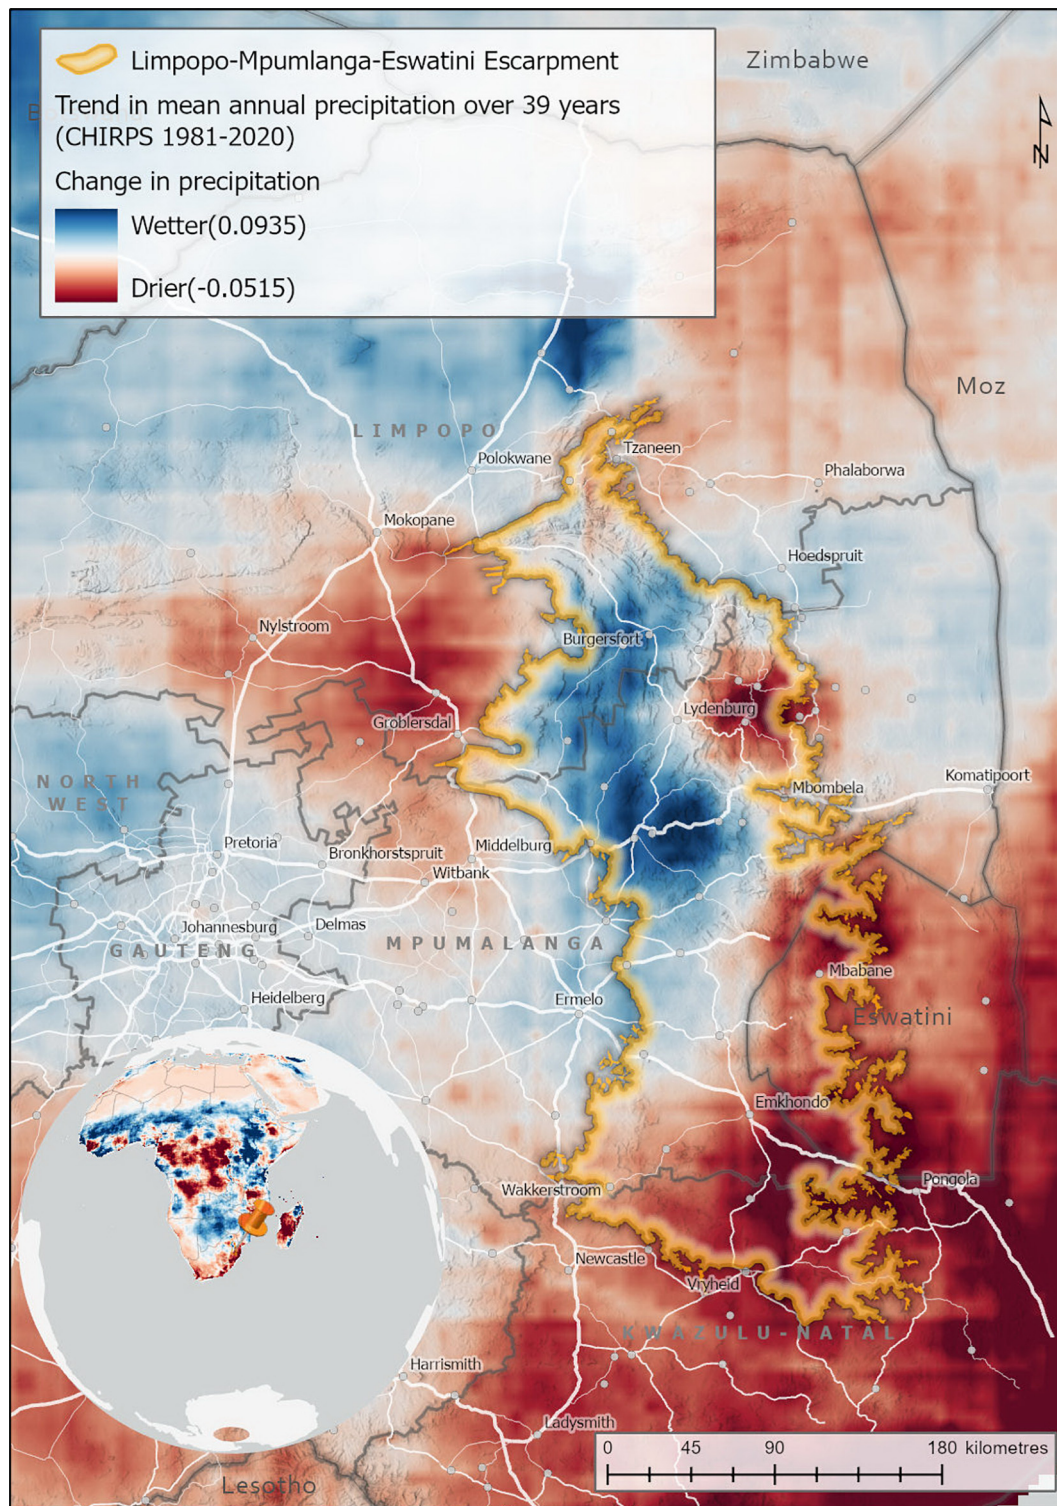 Limpopo-Mpumlanga-Eswatini Escarpment
Trend in mean annual precipitation over 39 years
(CHIRPS 1981-2020)
Change in precipitation
Wetter(0.0935)
Drier(-0.0515)
Zimbabwe
N
Moz
LIMPOPO
Tzaneen
Polokwane
Phalaborwa
Mokopane
Hoedspruit
Nylstroom
Burgersfort
Lydenburg
Groblersdal
NORTH
WEST
Komatipoort
Mbombela
Pretoria
Bronkhorstspruit
Middelburg
Witbank
Johannesburg
Delmas
GAUTENG
MPUMALANGA
Mbabane
Heidelberg
Ermelo
Eswatini
Emkhondo
Wakkerstroom
Pongola
Newcastle
Vryheid
KWAZULU-NATAL
Harrismith
Ladysmith
Lesotho
0 45 90 180 kilometres